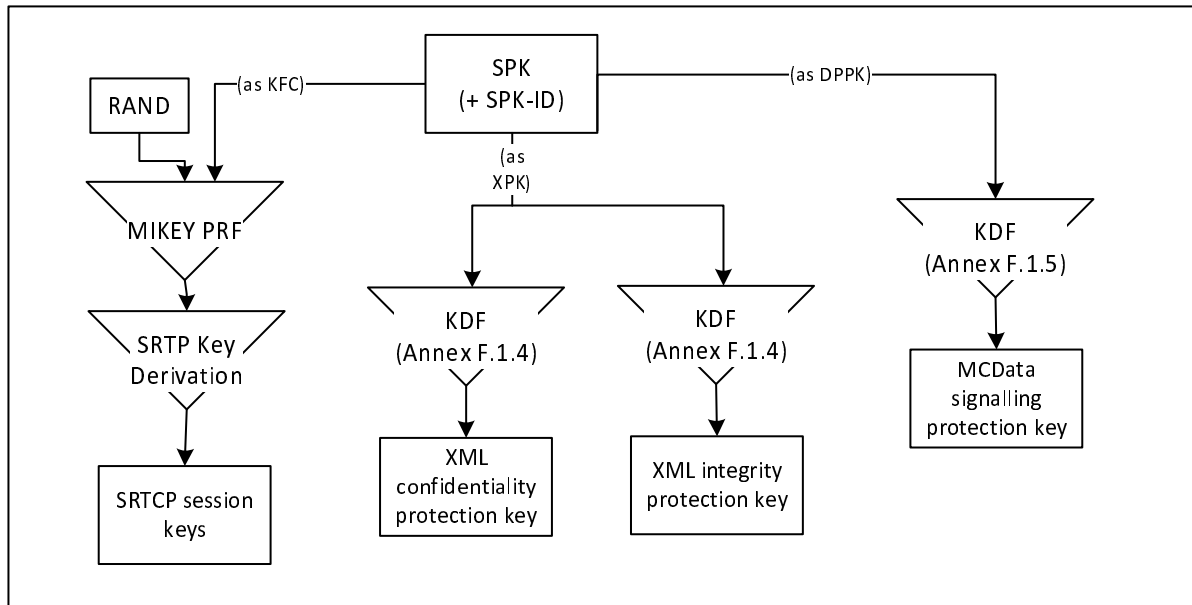 SPK
(+ SPK-ID)
(as KFC)
(as DPPK)
RAND
(as
XPK)
MIKEY PRF
KDF
(Annex F.1.5)
KDF
(Annex F.1.4)
KDF
(Annex F.1.4)
SRTP Key
Derivation
MCData
signalling
protection key
XML
confidentiality
protection key
XML integrity
protection key
SRTCP session
keys